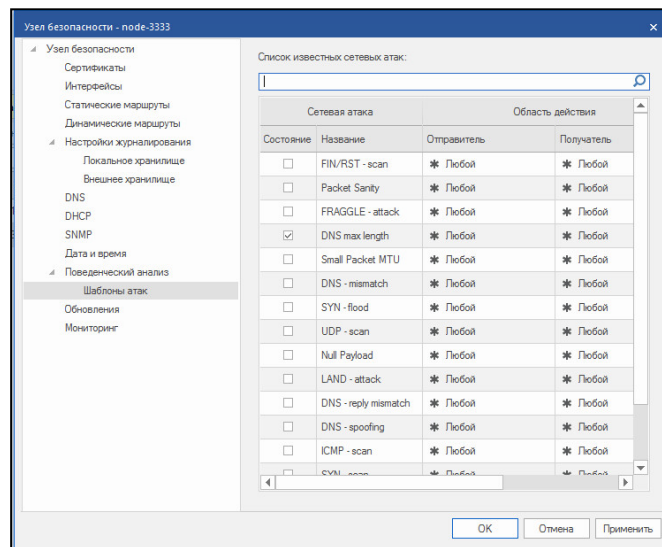 Узел безопасности - node-3333
Узел безопасности
Сертификаты
Интерфейсы
Статические маршруты
Динамические маршруты
Настройки журналирования
Локальное хранилище
Внешнее хранилище
DNS
DHCP
SNMP
Дата и время
Поведенческий анализ
Шаблоны атак
Обновления
Мониторинг
Список известных сетевых атак:
Сетевая атака Область действия
Состояние Название Отправитель Получатель
FIN/RST - scan Любой Любой
Packet Sanity Любой Любой
FRAGGLE - attack Любой Любой
DNS max length Любой Любой
Small Packet MTU Любой Любой
DNS - mismatch Любой Любой
SYN - flood Любой Любой
UDP - scan Любой Любой
Null Payload Любой Любой
LAND - attack Любой Любой
DNS - reply mismatch Любой Любой
DNS - spoofing Любой Любой
ICMP - scan Любой Любой
SYN - scan Любой Любой
OK Отмена Применить